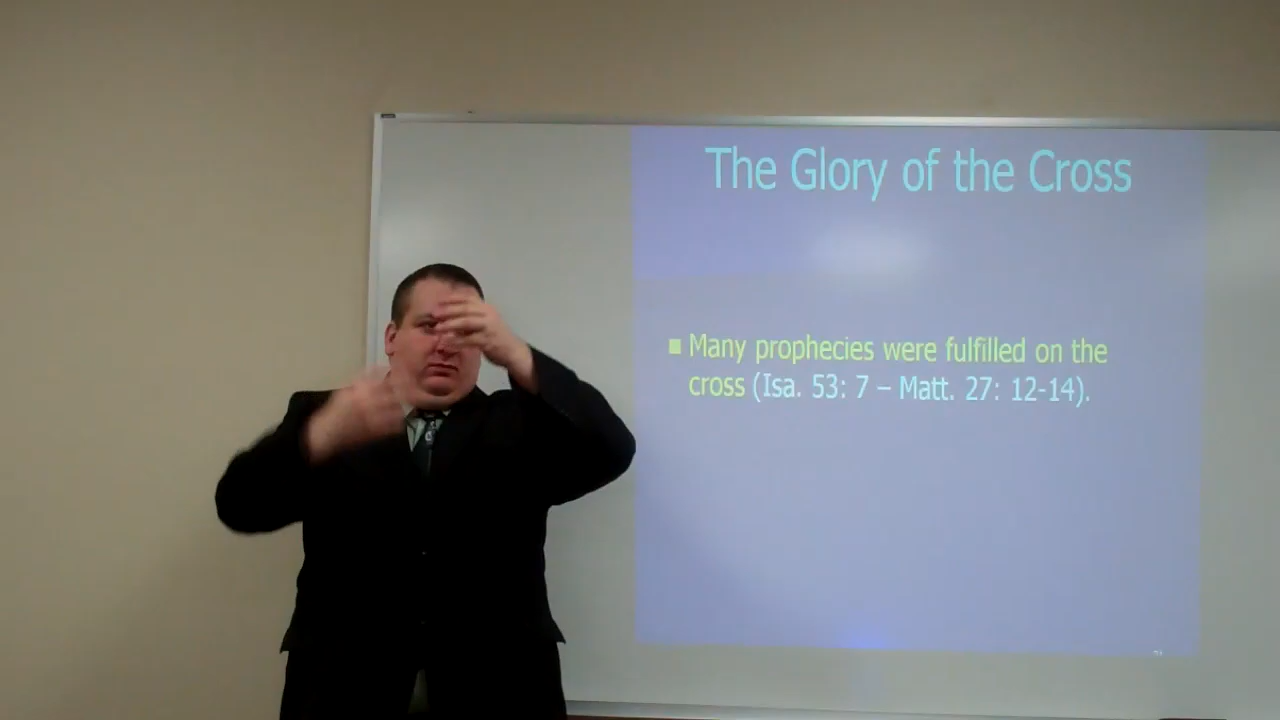 The Glory of the Cross
Many prophecies were fulfilled on the
cross (Isa. 53: 7 – Matt. 27: 12-14).